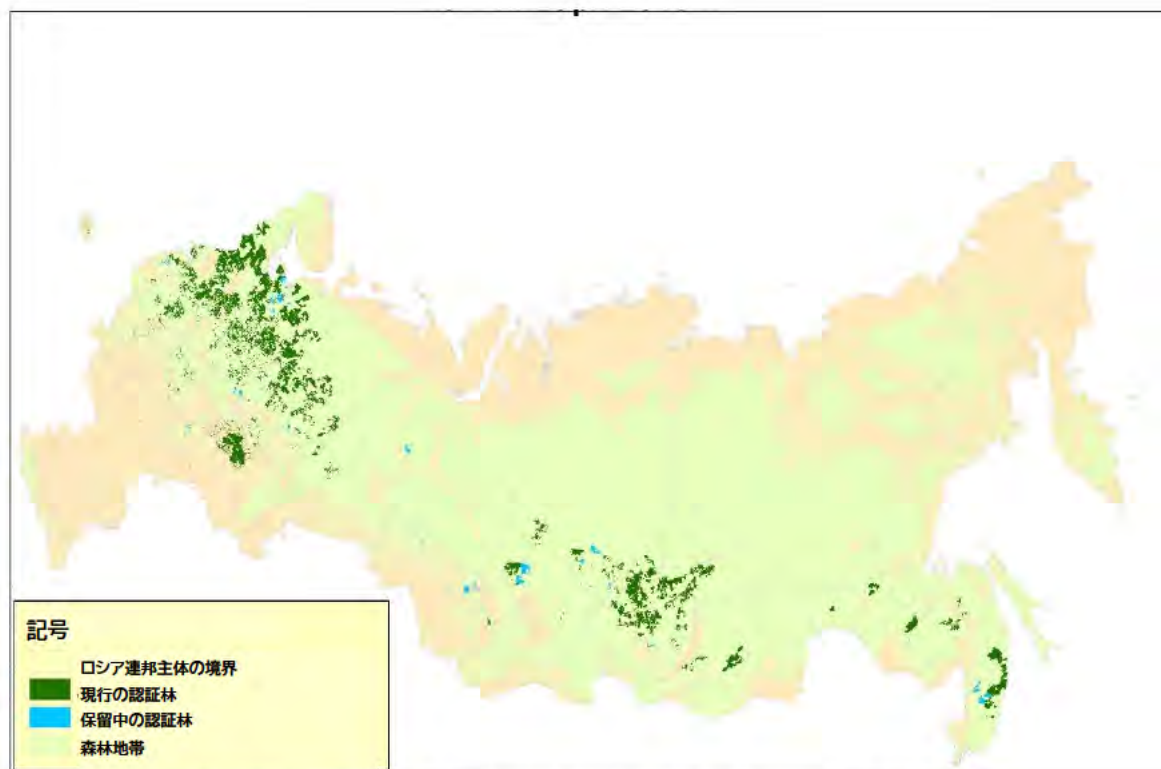 記号
ロシア連邦主体の境界
現行の認証林
保留中の認証林
森林地帯